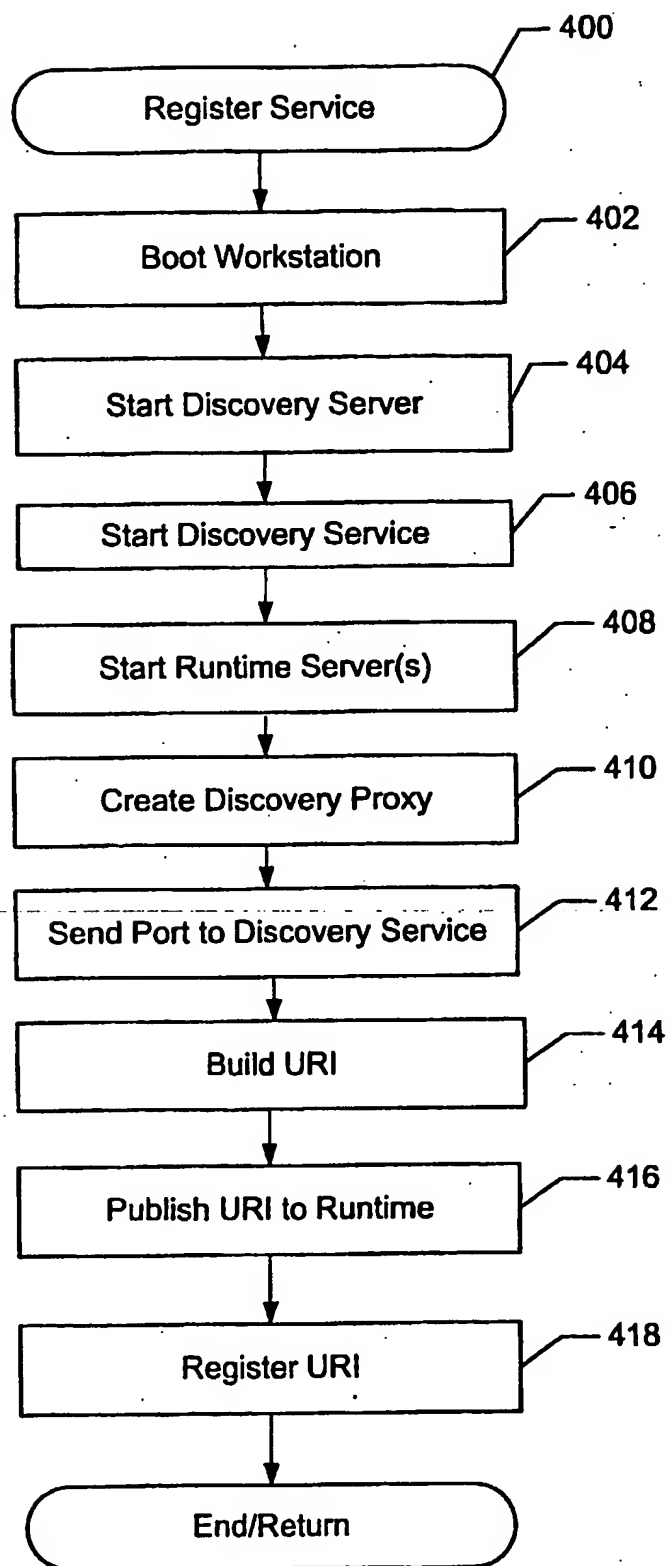 400
Register Service
402
Boot Workstation
404
Start Discovery Server
406
Start Discovery Service
408
Start Runtime Server(s)
410
Create Discovery Proxy
412
Send Port to Discovery Service
414
Build URI
416
Publish URI to Runtime
418
Register URI
End/Return